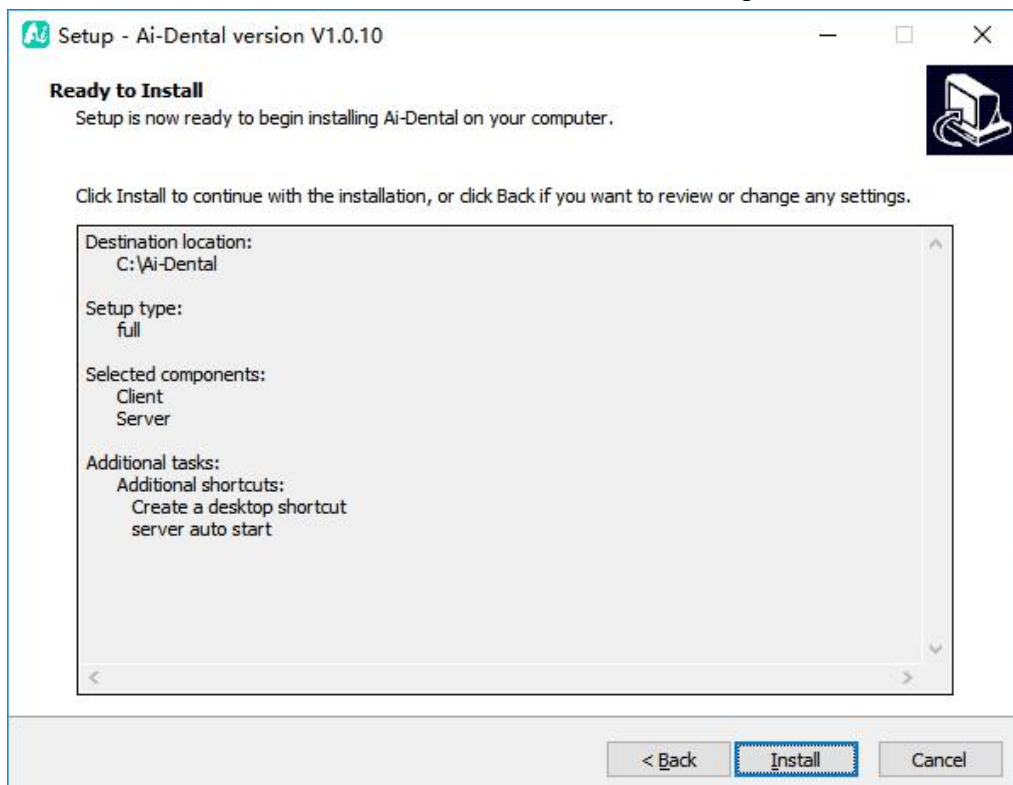 Ai Setup - Ai-Dental version V1.0.10
Ready to Install
Setup is now ready to begin installing Ai-Dental on your computer.
Click Install to continue with the installation, or click Back if you want to review or change any settings.
Destination location:
C:\Ai-Dental
Setup type:
full
Selected components:
Client
Server
Additional tasks:
Additional shortcuts:
Create a desktop shortcut
server auto start
< Back
Install
Cancel